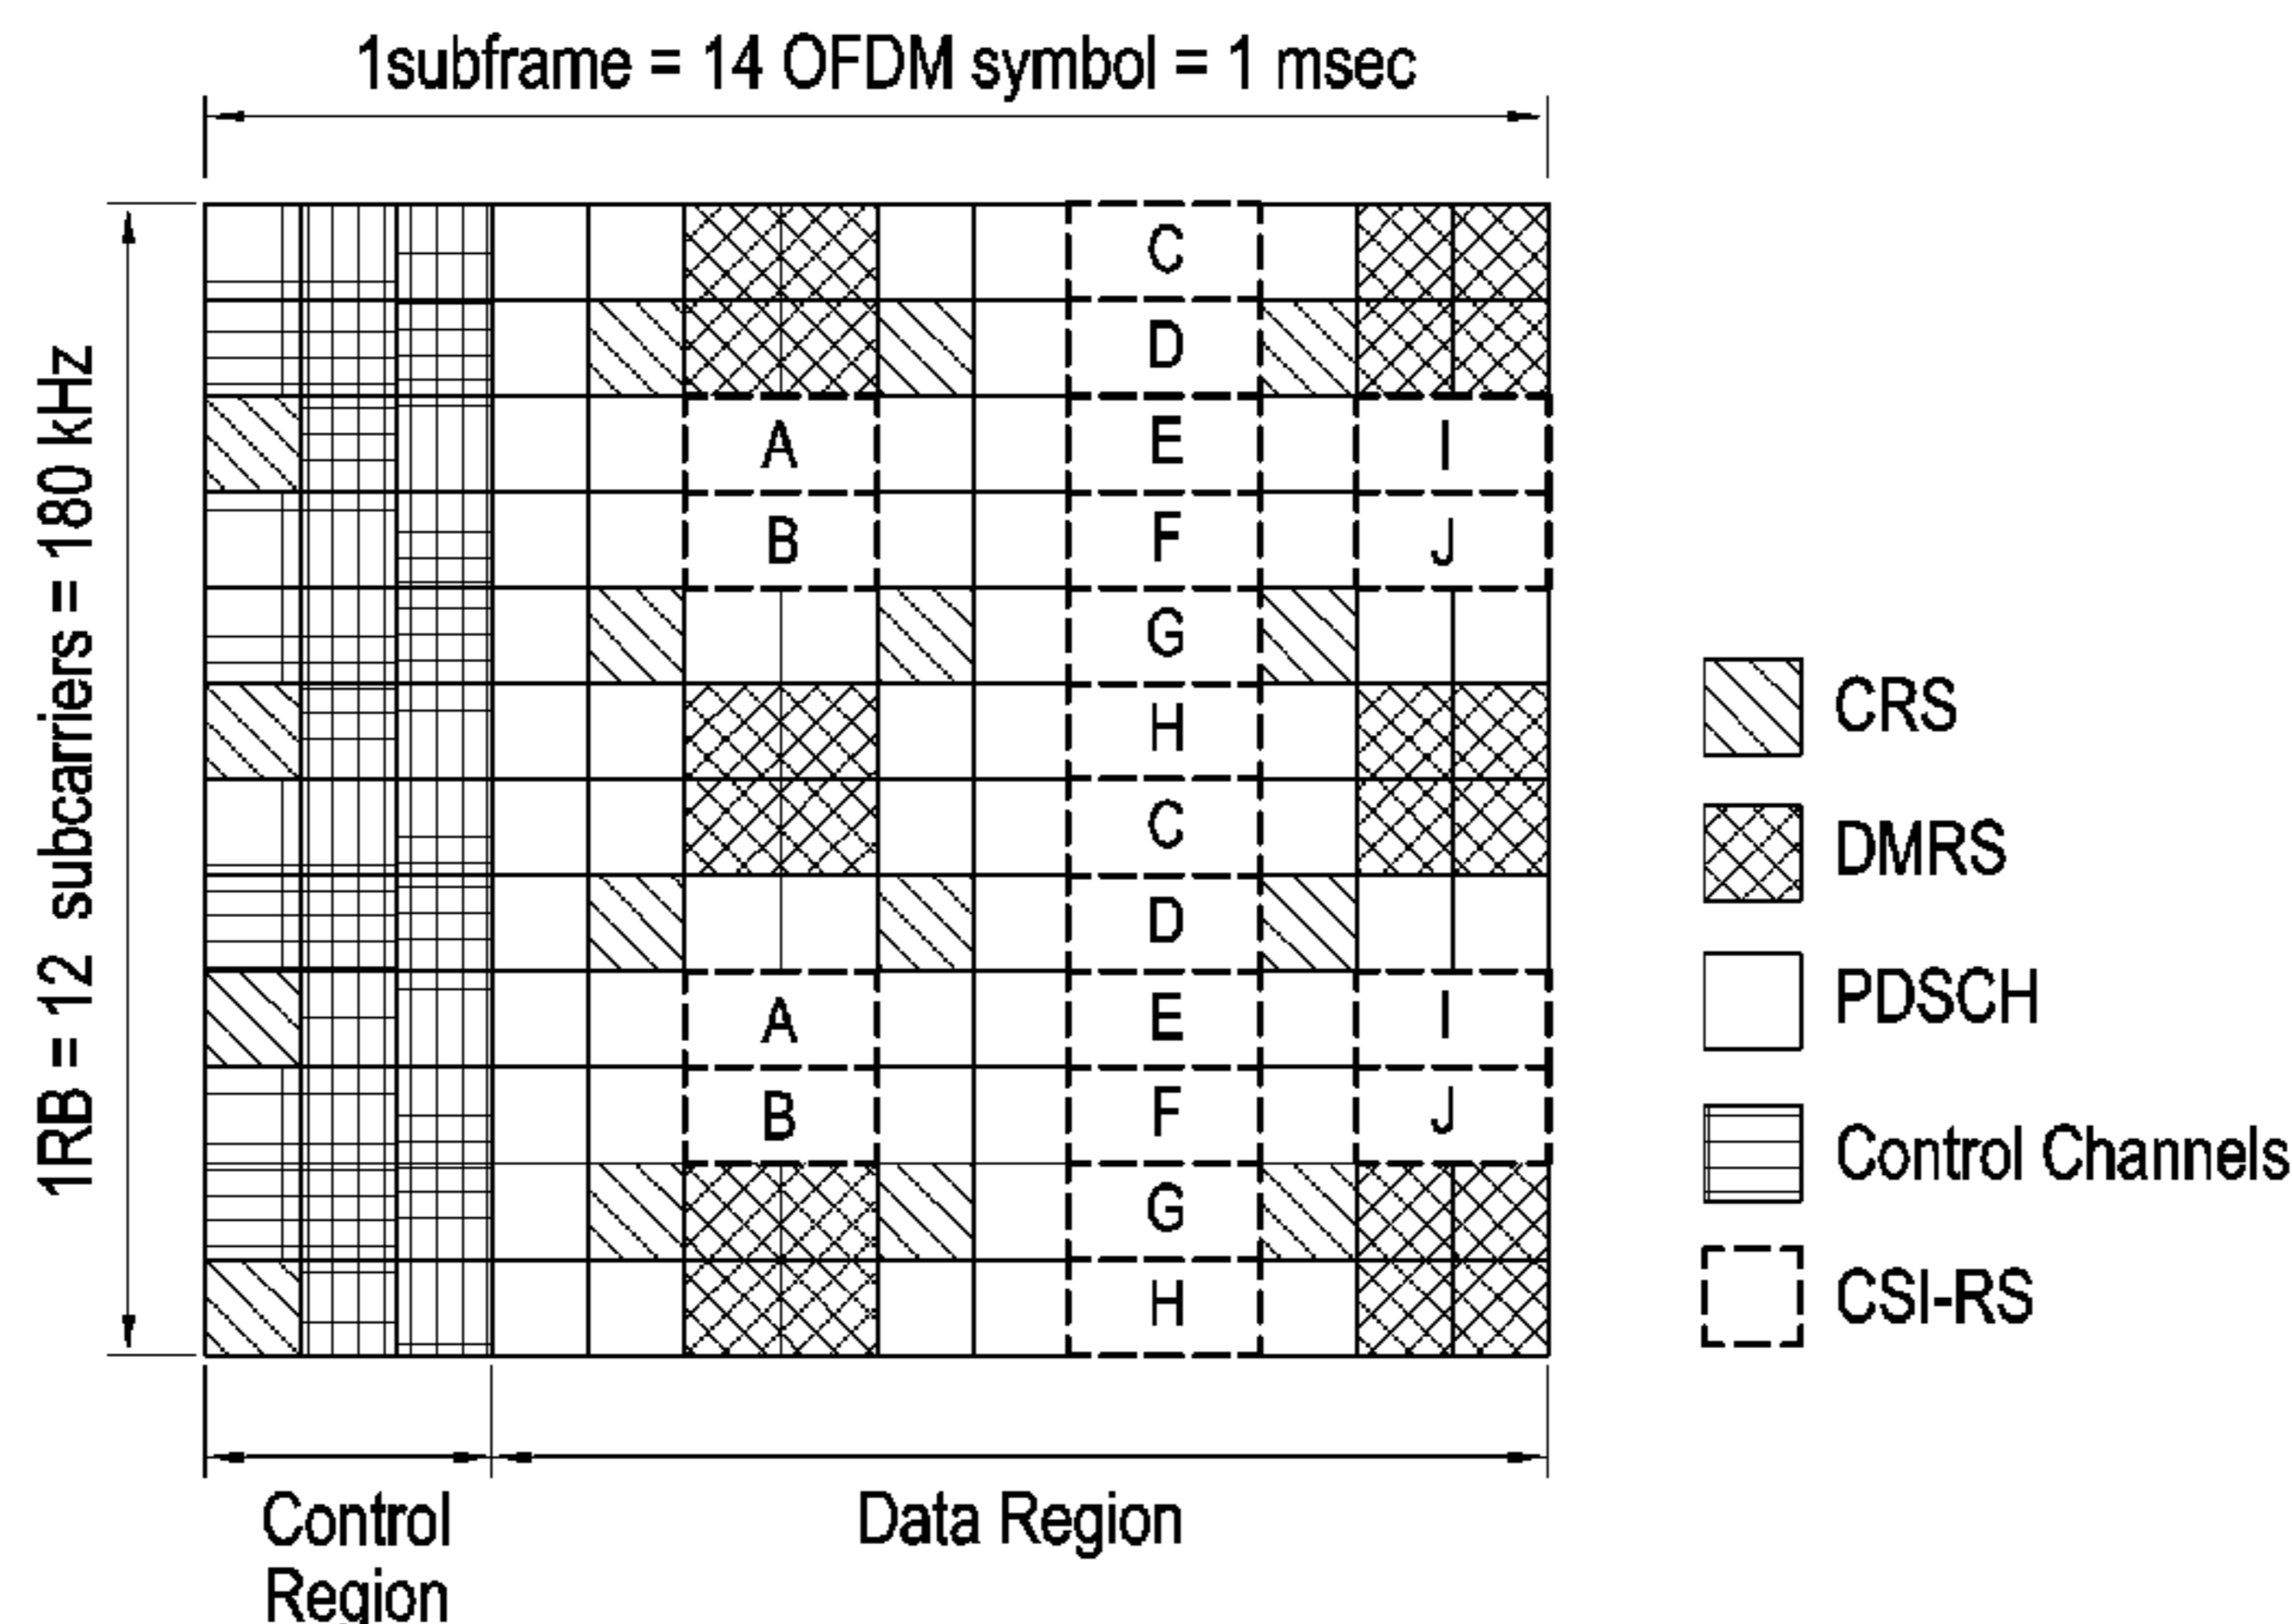 1subframe = 14 OFDM symbol = 1 msec
1RB = 12 subcarriers = 180 kHz
C
D
A E I
B F J
G
H
C
D
A E I
B F J
G
H
CRS
DMRS
PDSCH
Control Channels
CSI-RS
Control Region
Data Region